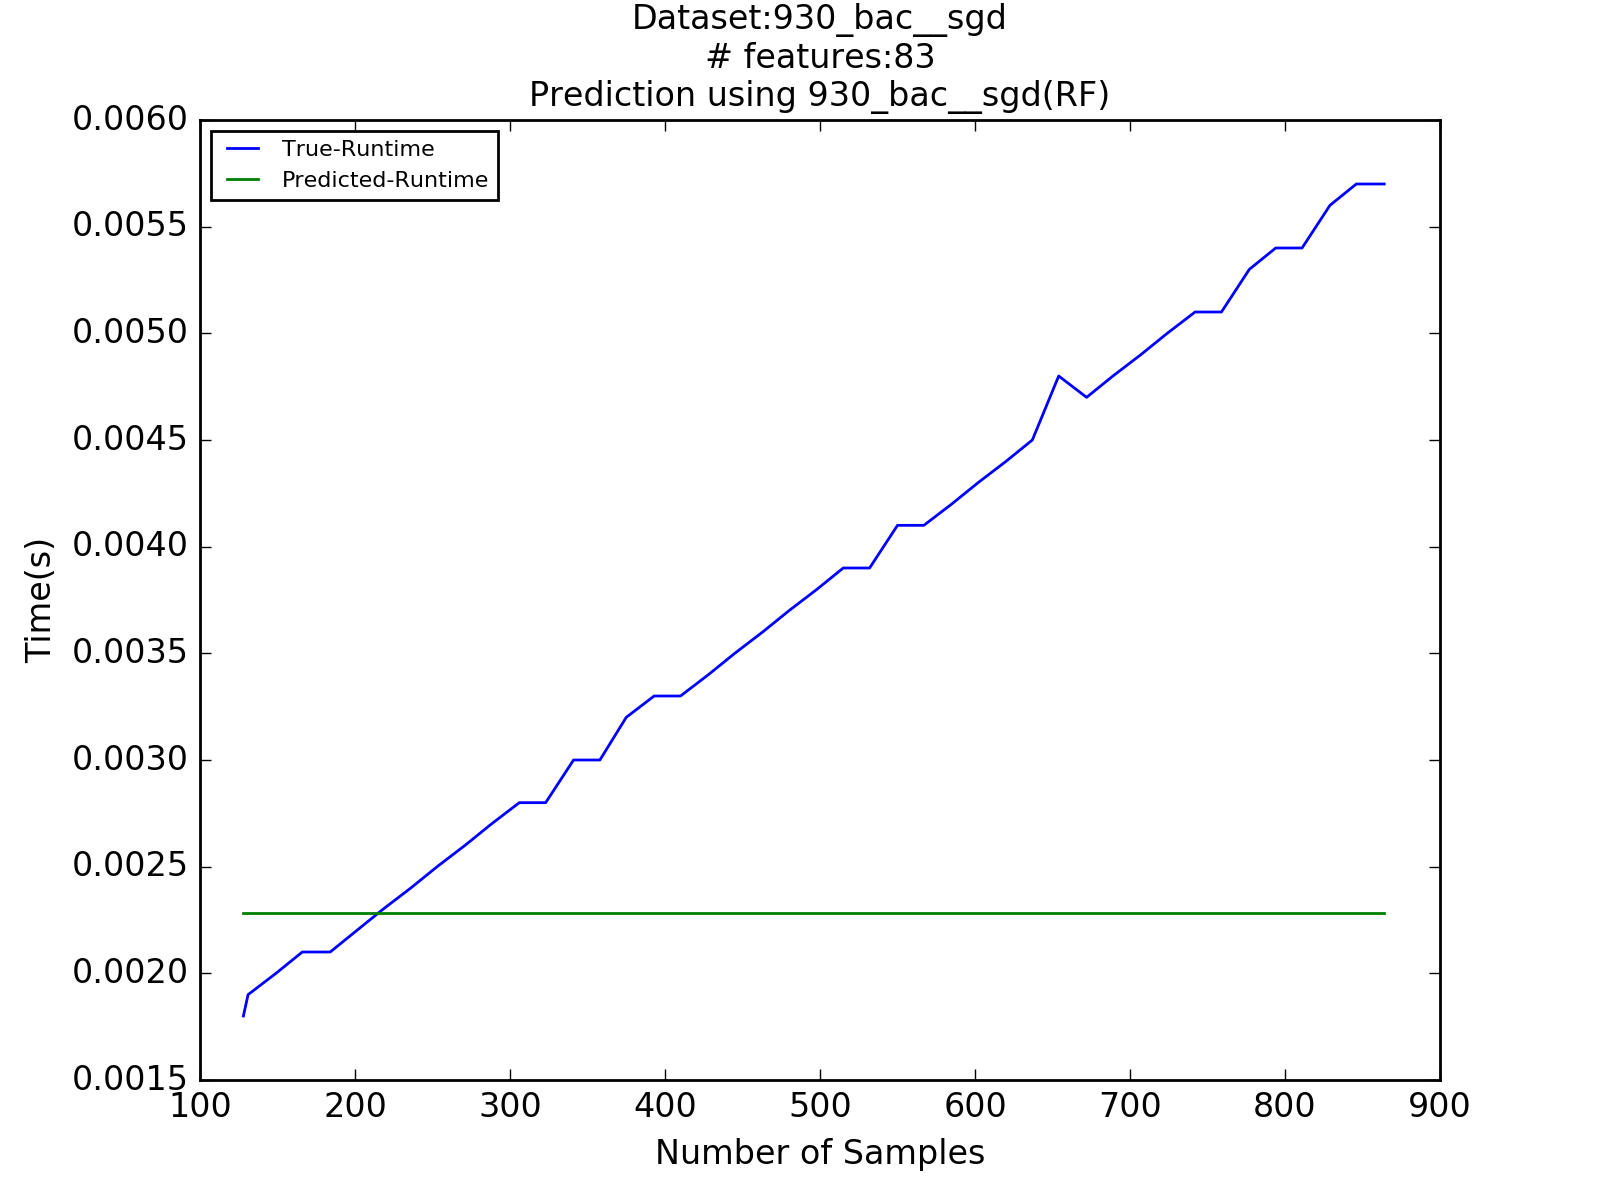 Dataset:930_bac__sgd
# features:83
Prediction using 930_bac__sgd(RF)
True-Runtime
Predicted-Runtime
0.0060
0.0055
0.0050
0.0045
0.0040
0.0035
0.0030
0.0025
0.0020
0.0015
Time(s)
100 200 300 400 500 600 700 800 900
Number of Samples